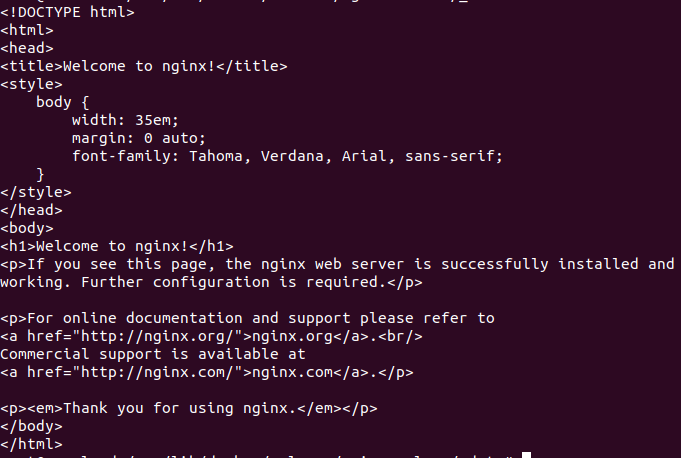 <!DOCTYPE html>
<html>
<head>
<title>Welcome to nginx!</title>
<style>
    body {
        width: 35em;
        margin: 0 auto;
        font-family: Tahoma, Verdana, Arial, sans-serif;
    }
</style>
</head>
<body>
<h1>Welcome to nginx!</h1>
<p>If you see this page, the nginx web server is successfully installed and
working. Further configuration is required.</p>

<p>For online documentation and support please refer to
<a href="http://nginx.org/">nginx.org</a>.<br/>
Commercial support is available at
<a href="http://nginx.com/">nginx.com</a>.</p>

<p><em>Thank you for using nginx.</em></p>
</body>
</html>